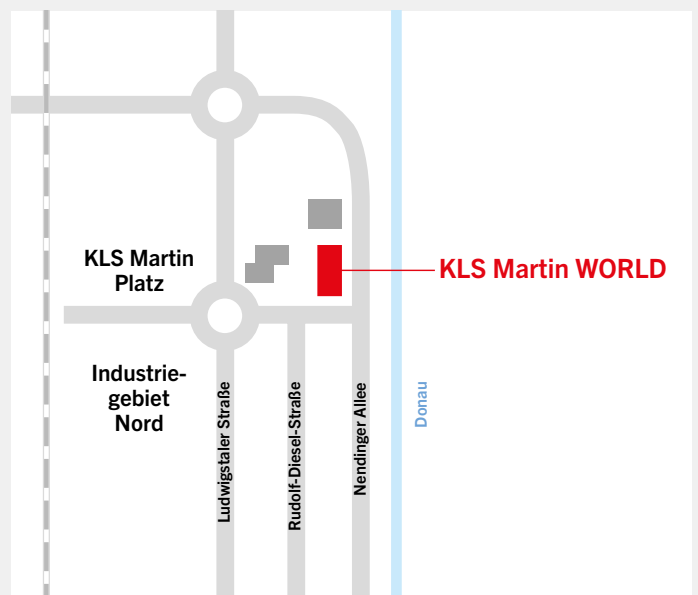 KLS Martin
Platz
KLS Martin WORLD
Industrie-
gebiet
Nord
Ludwigstaler Straße
Rudolf-Diesel-Straße
Nendinger Allee
Donau